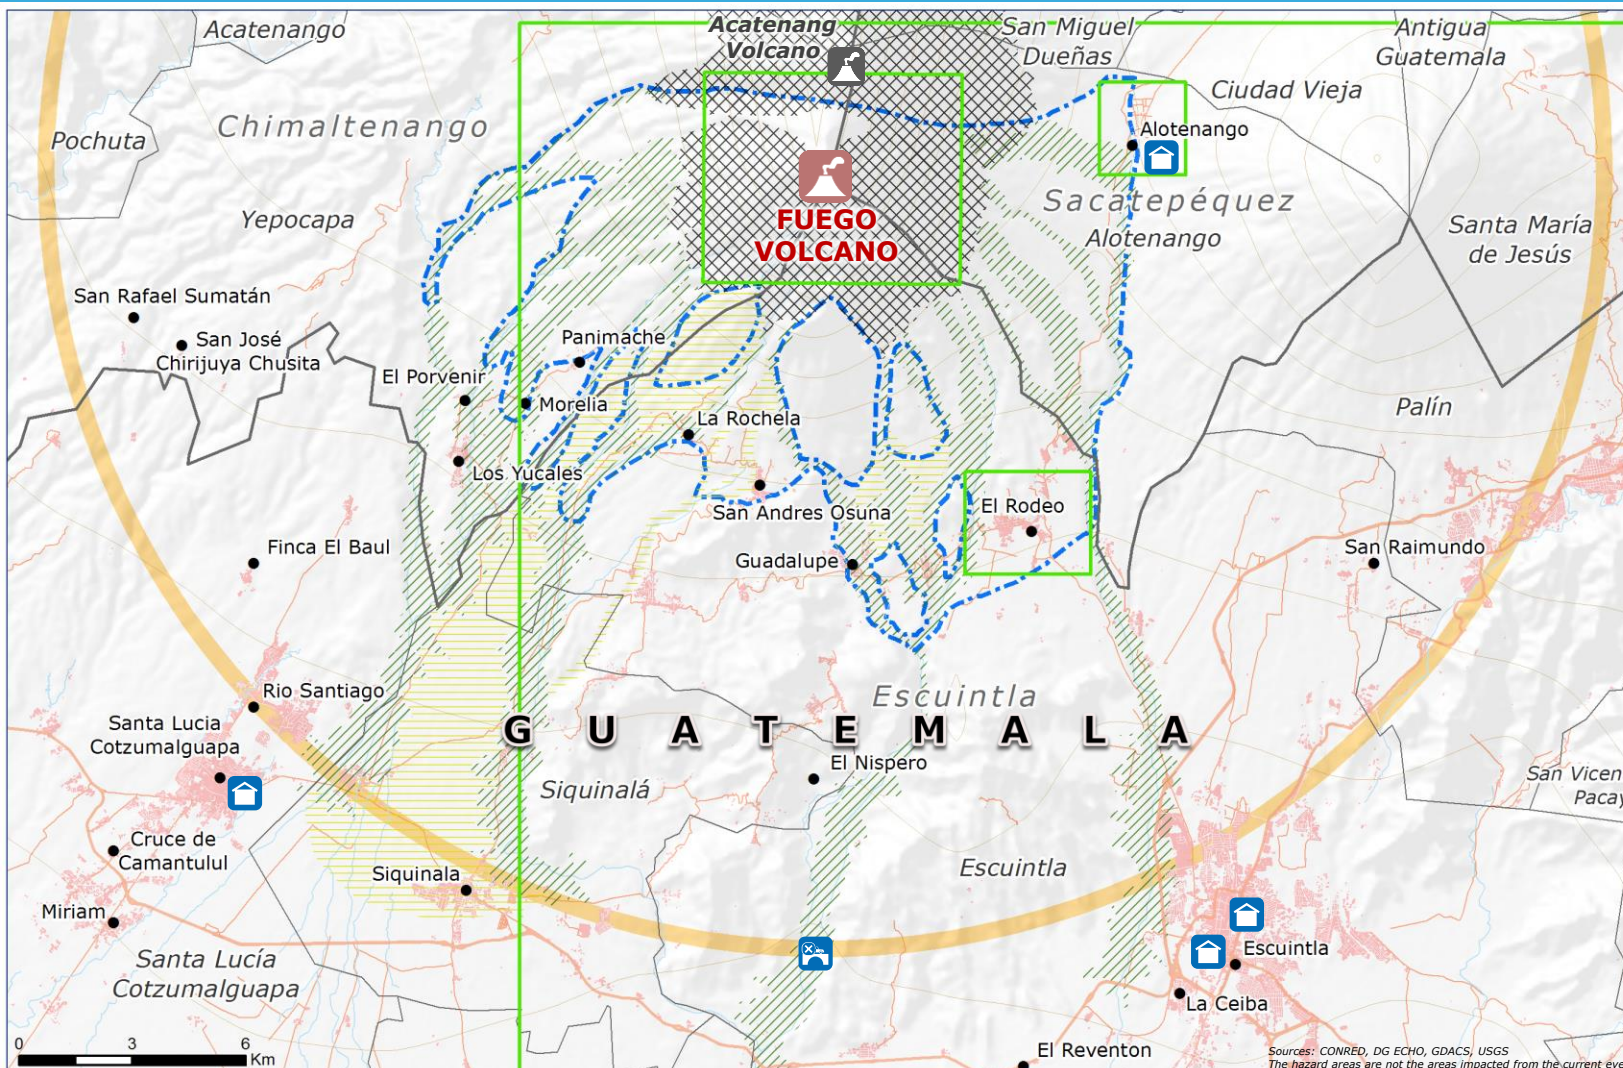 Acatenango
Acatenang
Volcano
San Miguel
Dueñas
Antigua
Guatemala
Ciudad Vieja
Pochuta
Chimaltenango
Alotenango
Yepocapa
FUEGO
VOLCANO
Sacatepéquez
Alotenango
Santa María
de Jesús
San Rafael Sumatán
San José
Chirijuya Chusita
Panimache
El Porvenir
Morelia
La Rochela
Palín
Los Yucales
San Andres Osuna
El Rodeo
Finca El Baul
Guadalupe
San Raimundo
Rio Santiago
Escuintla
Santa Lucia
Cotzumalguapa
GUATEMALA
El Nispero
Siquinalá
San Vicen
Pacay
Cruce de
Camantulul
Siquinala
Escuintla
Miriam
Santa Lucía
Cotzumalguapa
Escuintla
La Ceiba
El Reventon
0 3 6
Km
Sources: CONRED, DG ECHO, GDACS, USGS
The hazard areas are not the areas impacted from the current eve